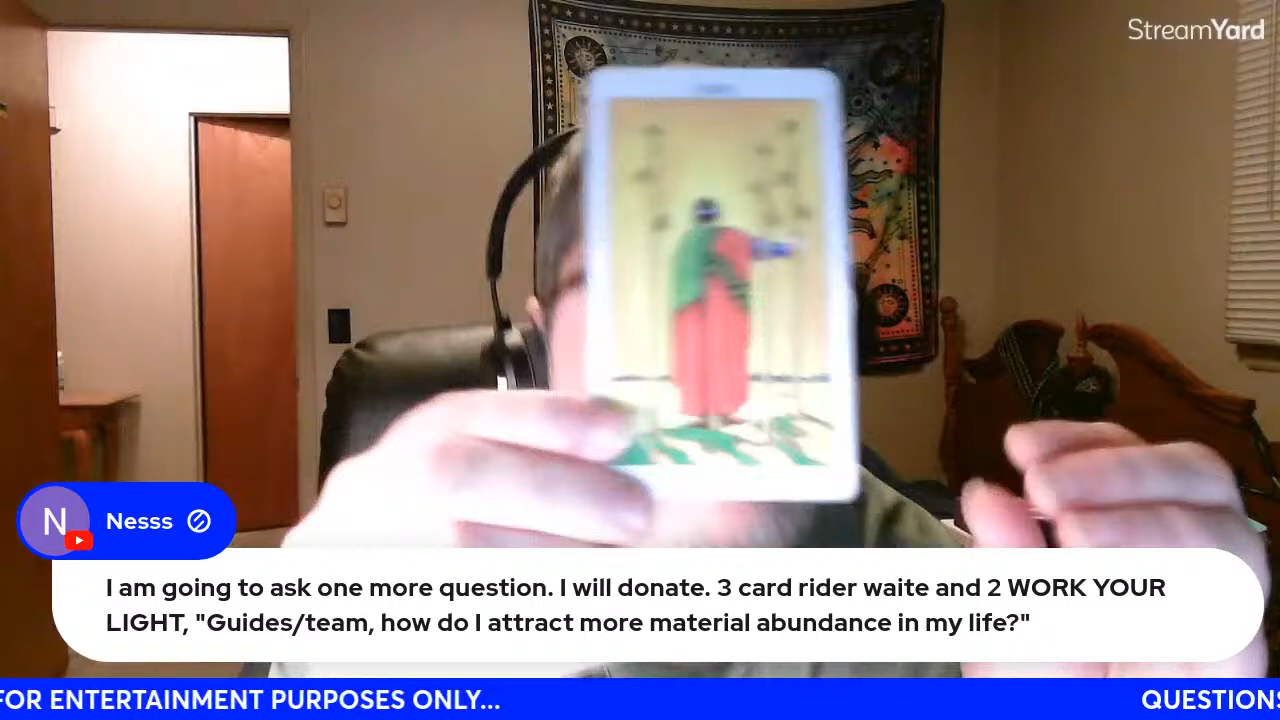 StreamYard
N
Nesss
I am going to ask one more question. I will donate. 3 card rider waite and 2 WORK YOUR
LIGHT, "Guides/team, how do I attract more material abundance in my life?"
FOR ENTERTAINMENT PURPOSES ONLY... QUESTIONS